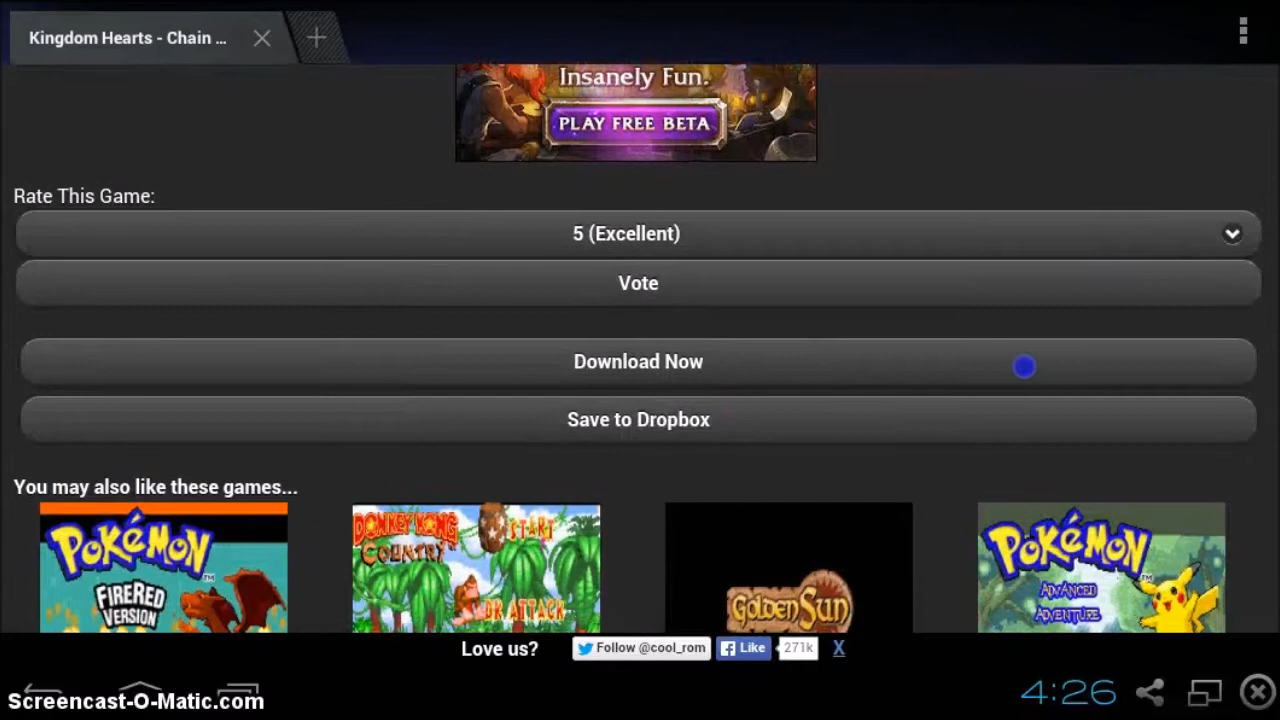 Kingdom Hearts - Chain ...
Insanely Fun.
PLAY FREE BETA
Rate This Game:
5 (Excellent)
Vote
Download Now
Save to Dropbox
You may also like these games...
POKéMON
FIRERED
VERSION
DONKEY KONG
COUNTRY
START
DK ATTACK
GOLDEN SUN
POKéMON
ADVANCED
ADVENTURE
Love us?
Follow @cool_rom
Like
271k
X
Screencast-O-Matic.com
4:26